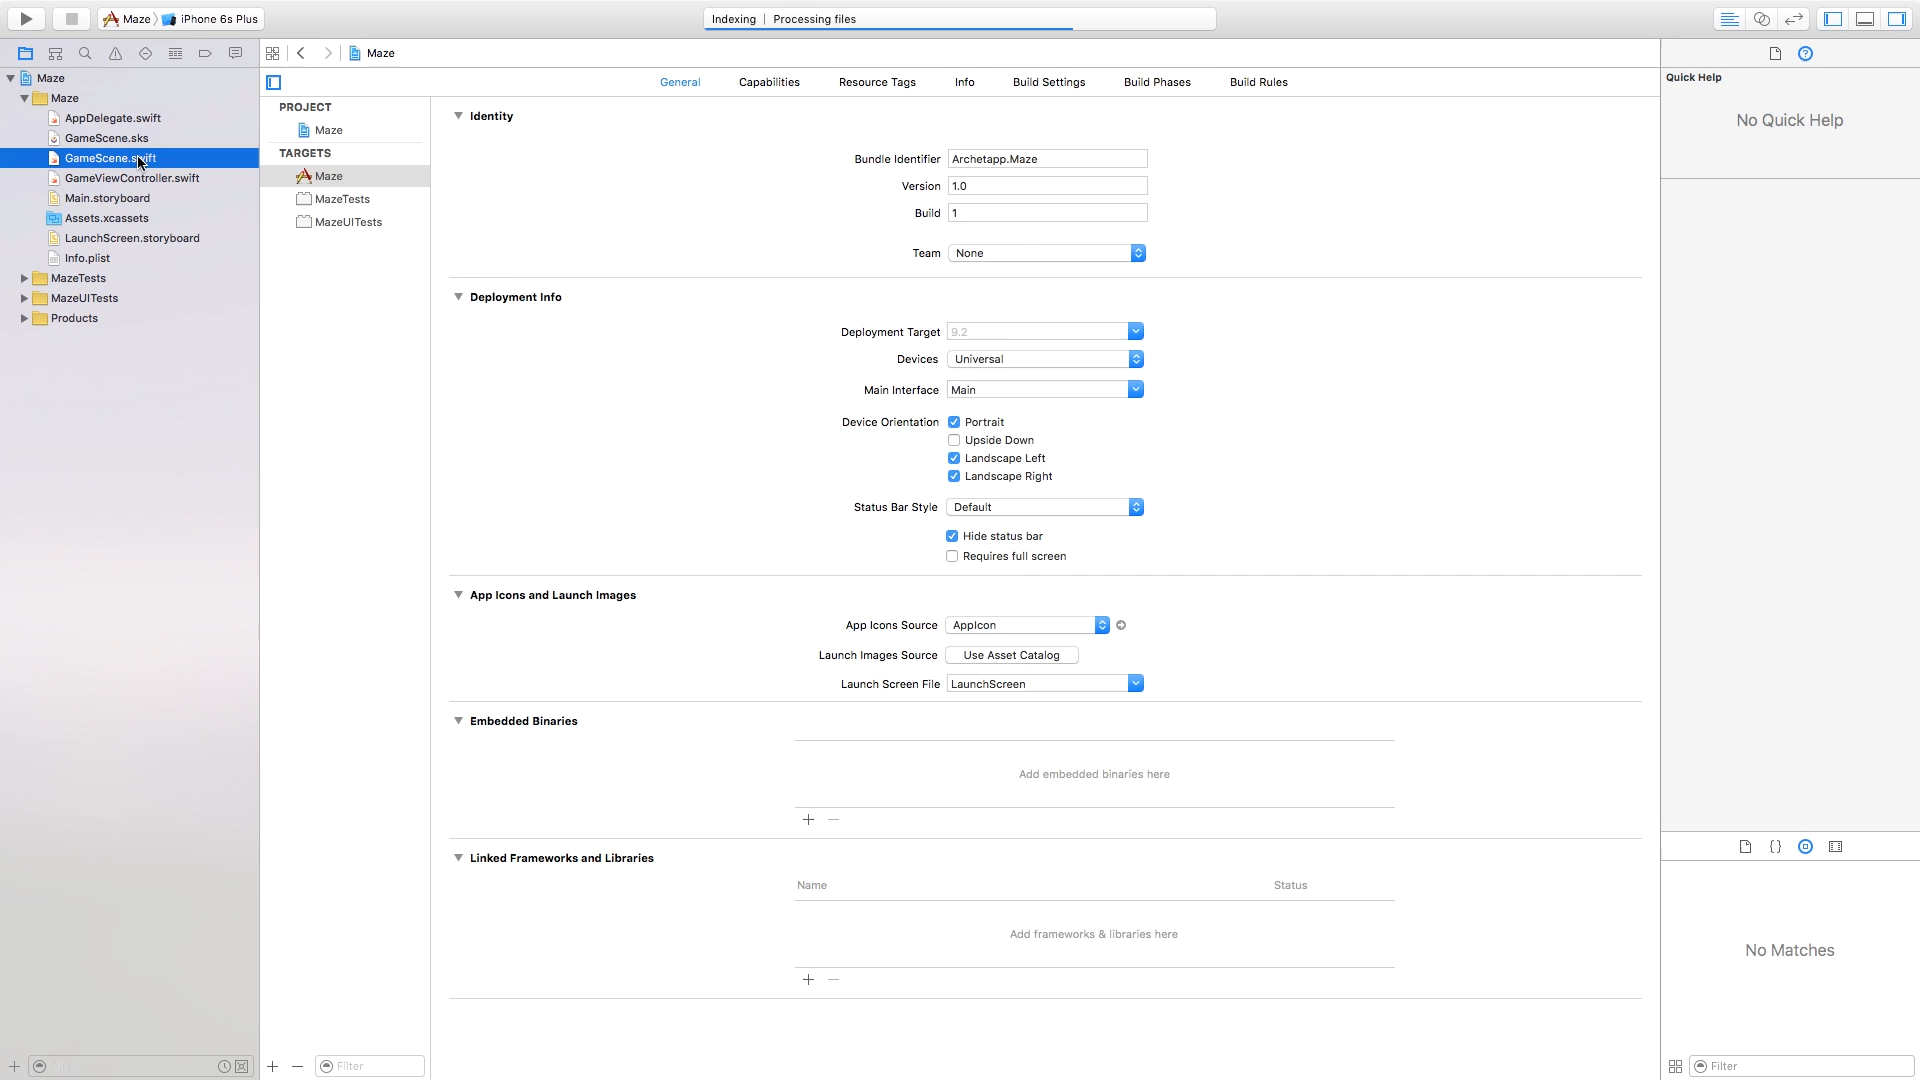 Maze
iPhone 6s Plus
Indexing | Processing files
Maze
Quick Help
No Quick Help
Maze
Maze
AppDelegate.swift
GameScene.sks
GameScene.swift
GameViewController.swift
Main.storyboard
Assets.xcassets
LaunchScreen.storyboard
Info.plist
MazeTests
MazeUITests
Products
General
Capabilities
Resource Tags
Info
Build Settings
Build Phases
Build Rules
PROJECT
Maze
TARGETS
Maze
MazeTests
MazeUITests
Identity
Bundle Identifier Archetapp.Maze
Version 1.0
Build 1
Team None
Deployment Info
Deployment Target 9.2
Devices Universal
Main Interface Main
Device Orientation Portrait
Upside Down
Landscape Left
Landscape Right
Status Bar Style Default
Hide status bar
Requires full screen
App Icons and Launch Images
App Icons Source AppIcon
Launch Images Source Use Asset Catalog
Launch Screen File LaunchScreen
Embedded Binaries
Add embedded binaries here
Linked Frameworks and Libraries
Name Status
Add frameworks & libraries here
No Matches
Filter
Filter